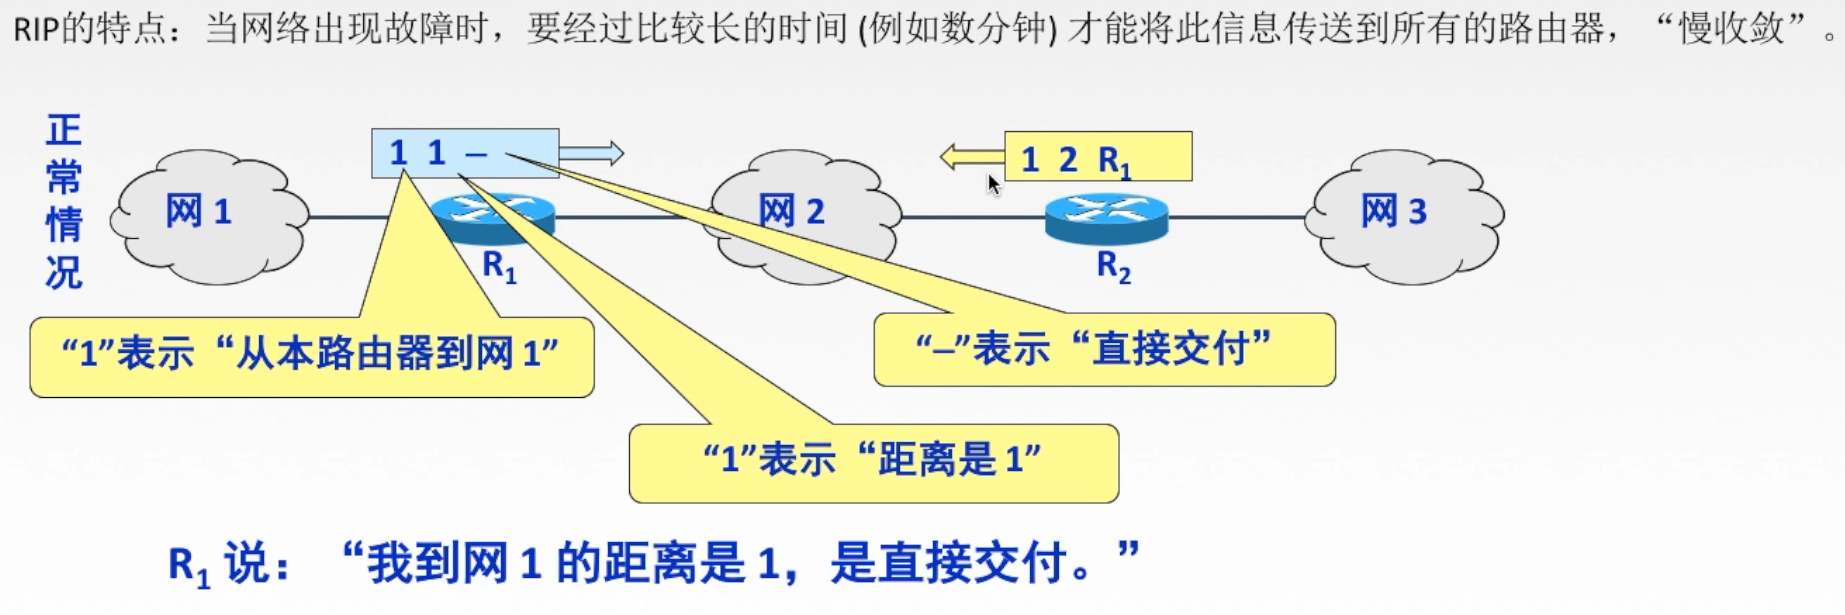 RIP的特点：当网络出现故障时，要经过比较长的时间 (例如数分钟) 才能将此信息传送到所有的路由器，“慢收敛”。
正常情况
1 1 –
1 2 R₁
网 1
网 2
网 3
R₁
R₂
“1”表示“从本路由器到网 1”
“–”表示“直接交付”
“1”表示“距离是 1”
R₁ 说：“我到网 1 的距离是 1，是直接交付。”